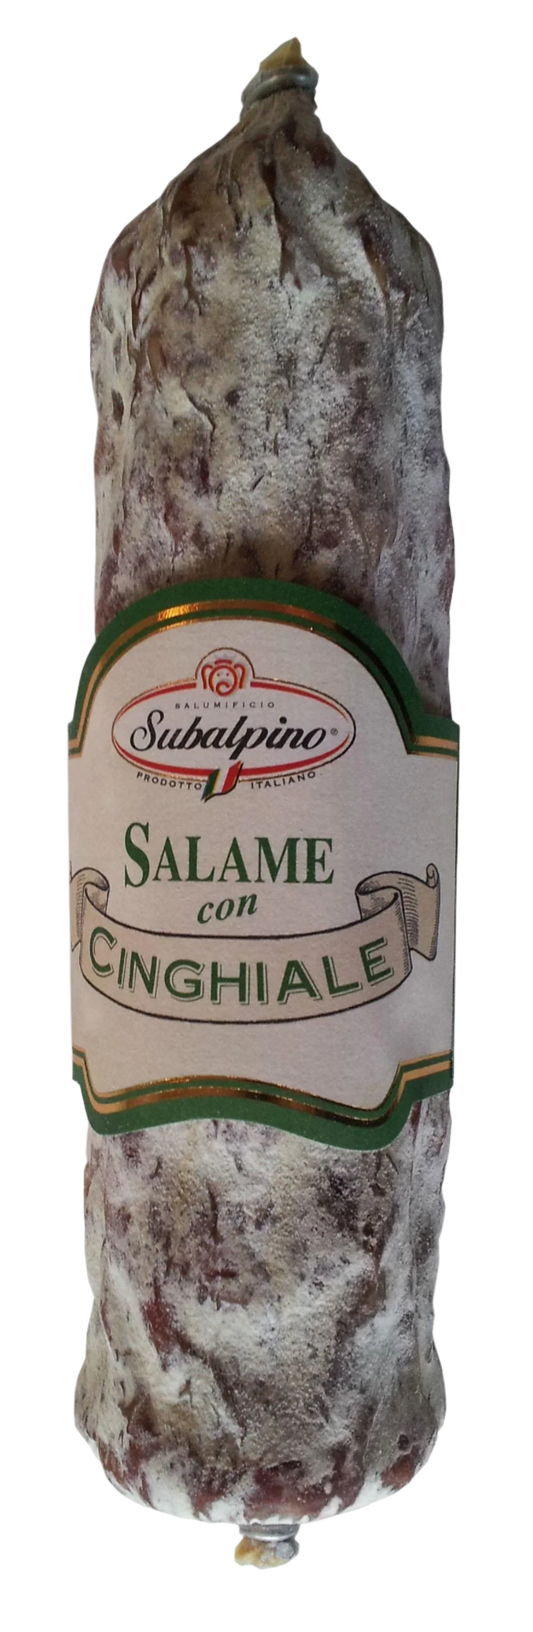 SALUMIFICIO
Subalpino®
PRODOTTO ITALIANO
SALAME
con
CINGHIALE